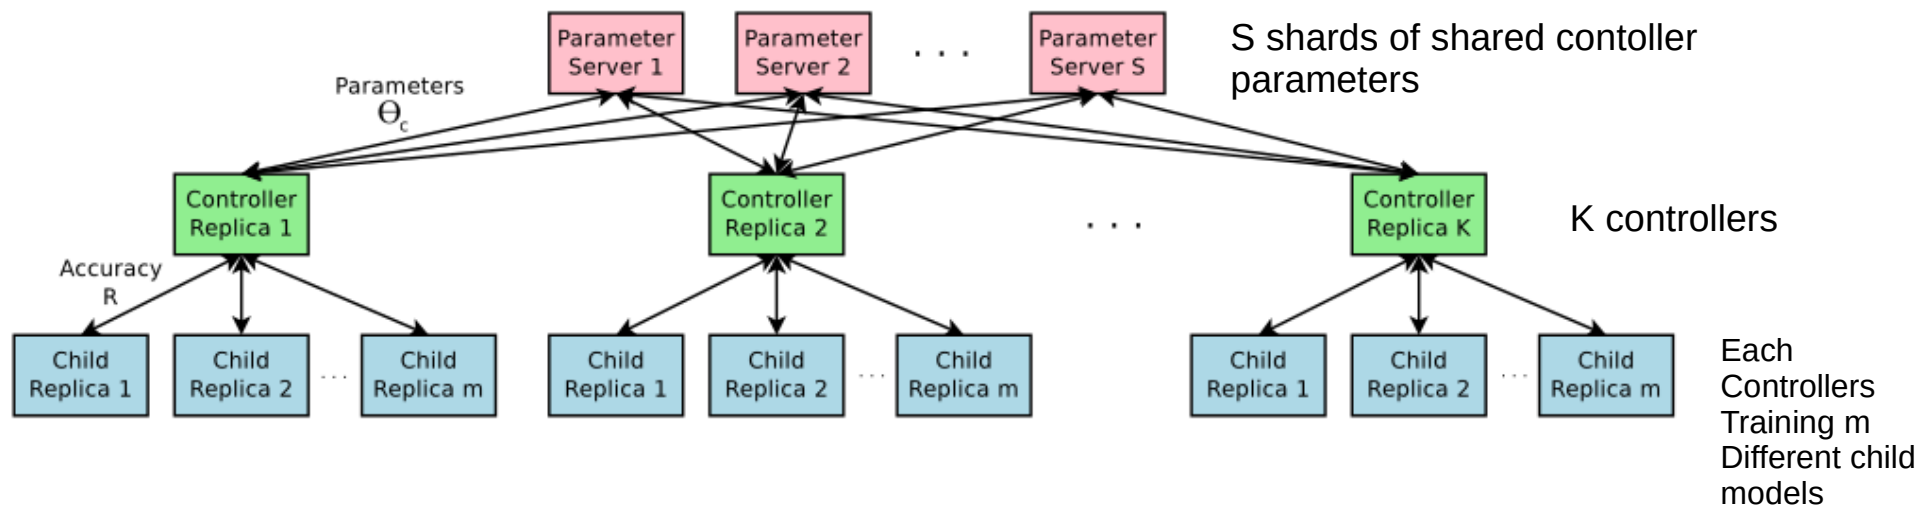 Parameter
Server 1
Parameter
Server 2
. . .
Parameter
Server S
S shards of shared contoller
parameters
Parameters
Θc
Controller
Replica 1
Controller
Replica 2
. . .
Controller
Replica K
K controllers
Accuracy
R
Child
Replica 1
Child
Replica 2
. . .
Child
Replica m
Child
Replica 1
Child
Replica 2
. . .
Child
Replica m
Child
Replica 1
Child
Replica 2
. . .
Child
Replica m
Each
Controllers
Training m
Different child
models